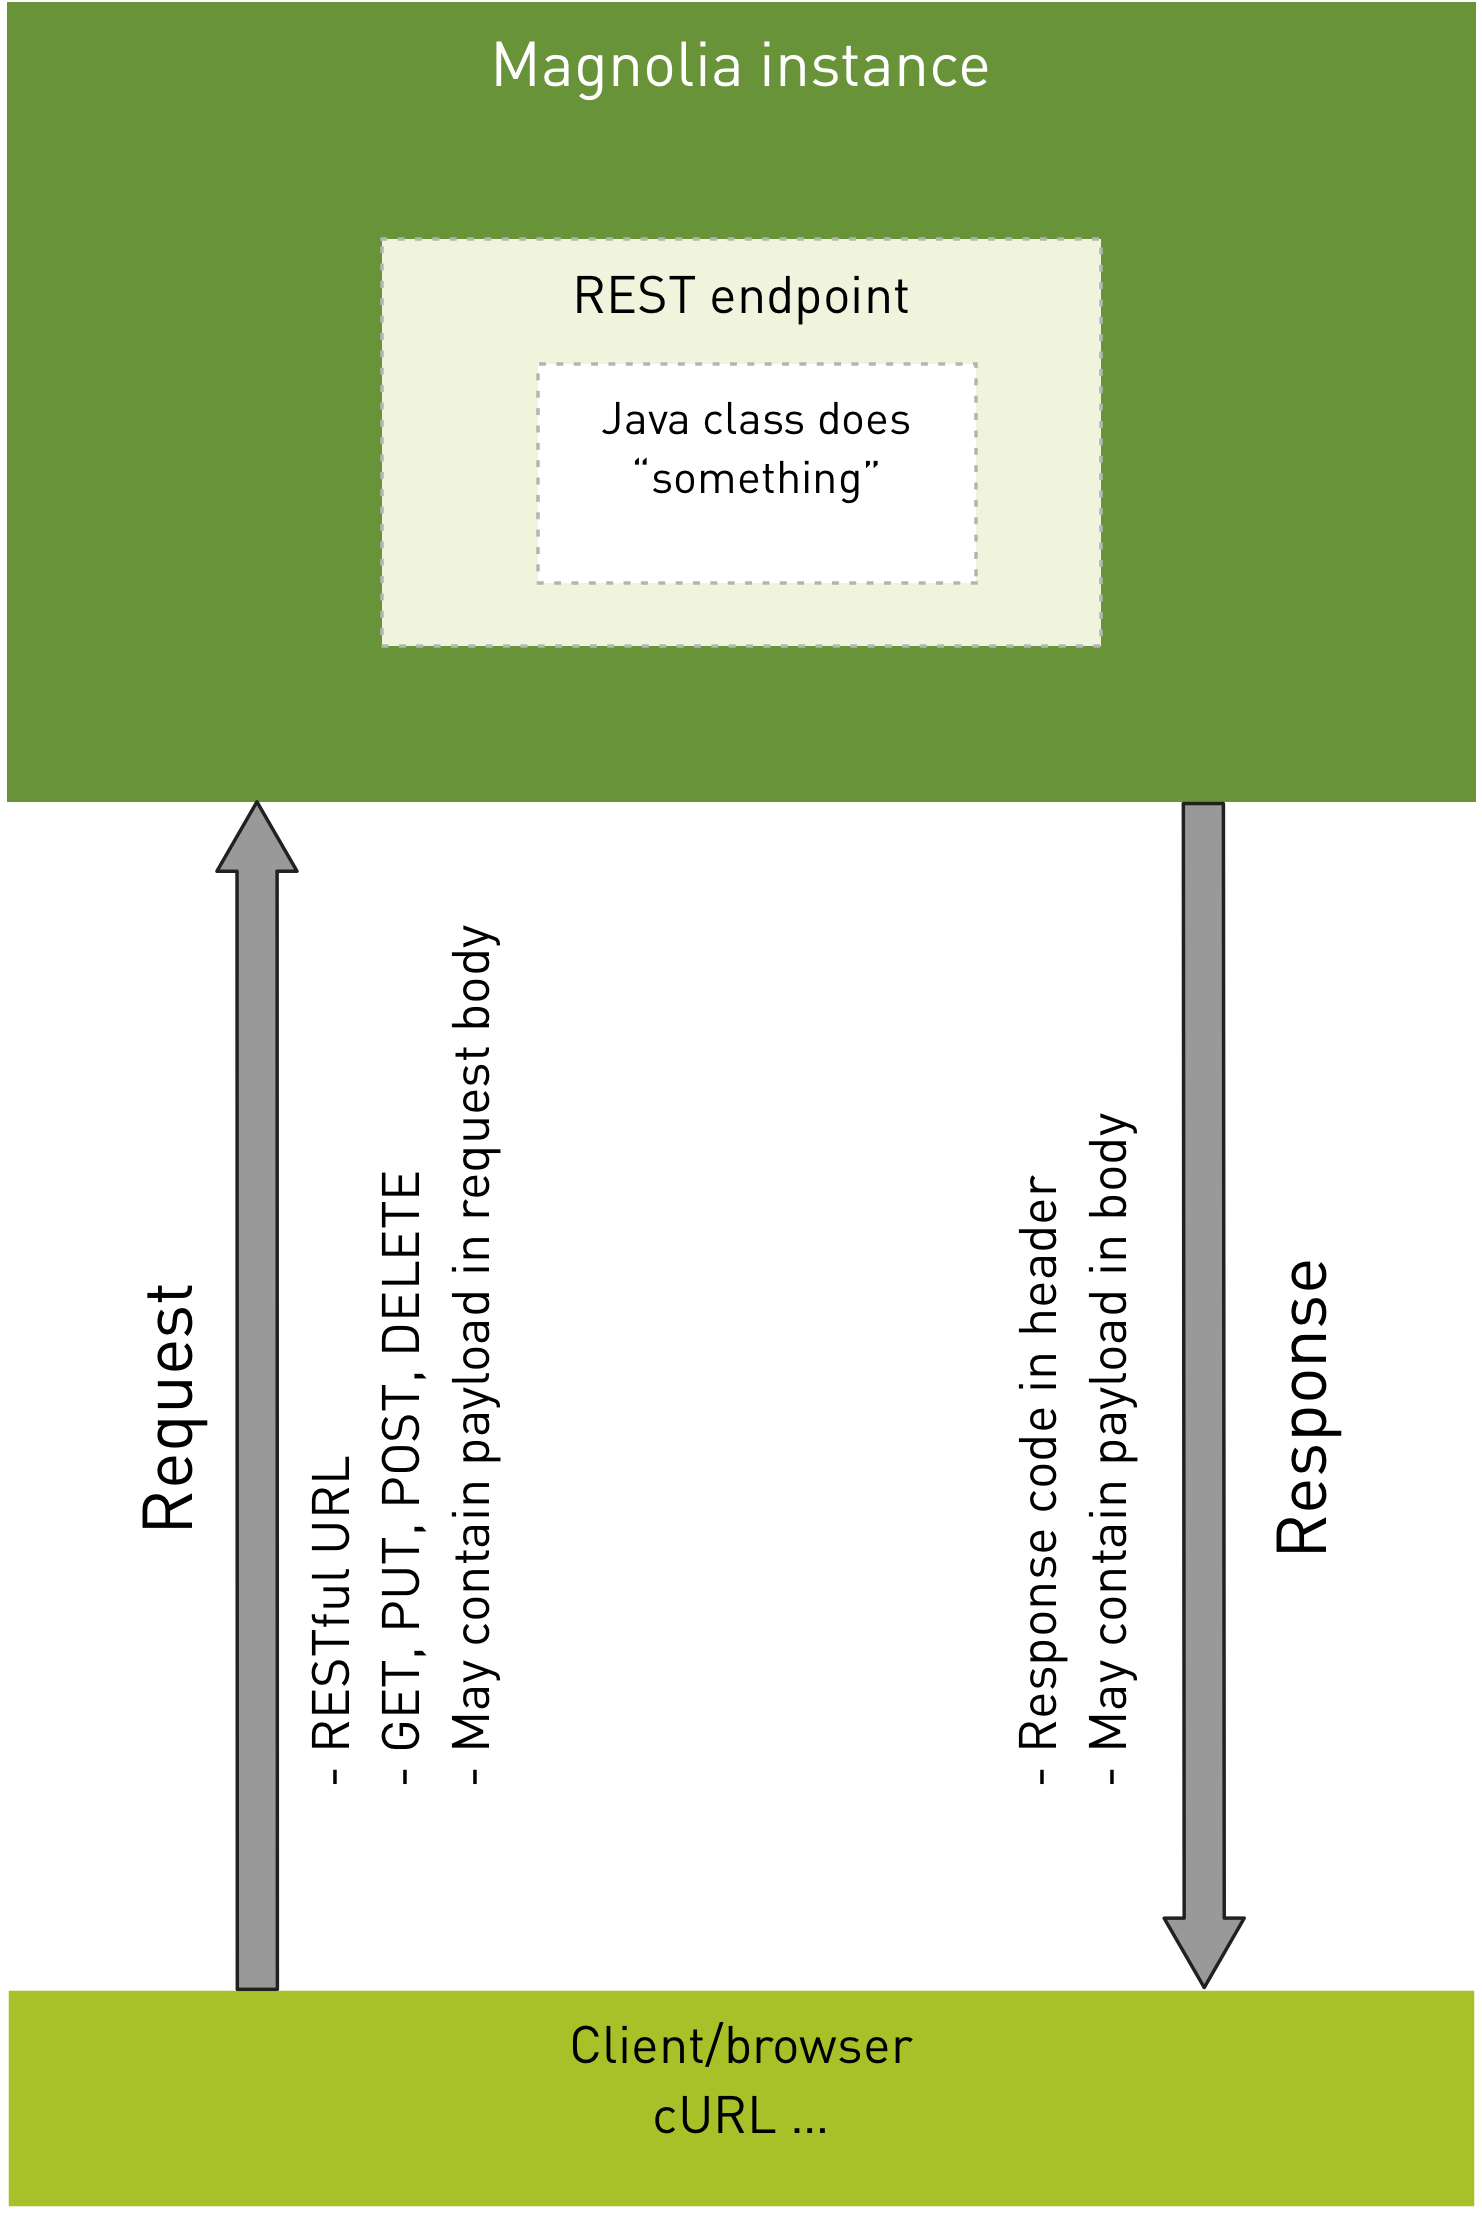 Magnolia instance
REST endpoint
Java class does
“something”
Request
- RESTful URL
- GET, PUT, POST, DELETE
- May contain payload in request body
- Response code in header
- May contain payload in body
Response
Client/browser
cURL ...